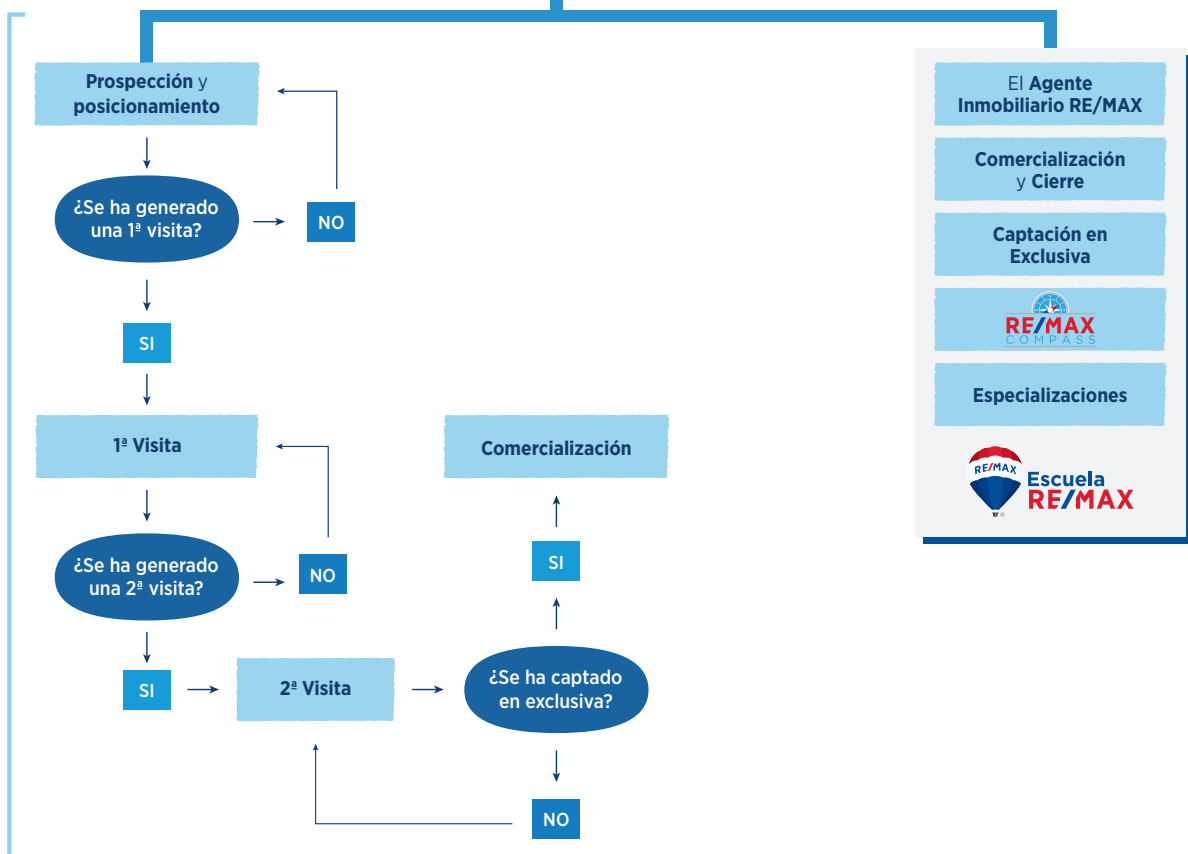 Prospección y
posicionamiento
¿Se ha generado
una 1ª visita?
NO
SI
1ª Visita
¿Se ha generado
una 2ª visita?
NO
SI
2ª Visita
¿Se ha captado
en exclusiva?
SI
Comercialización
NO
El Agente
Inmobiliario RE/MAX
Comercialización
y Cierre
Captación en
Exclusiva
RE/MAX
COMPASS
Especializaciones
RE/MAX
Escuela
RE/MAX